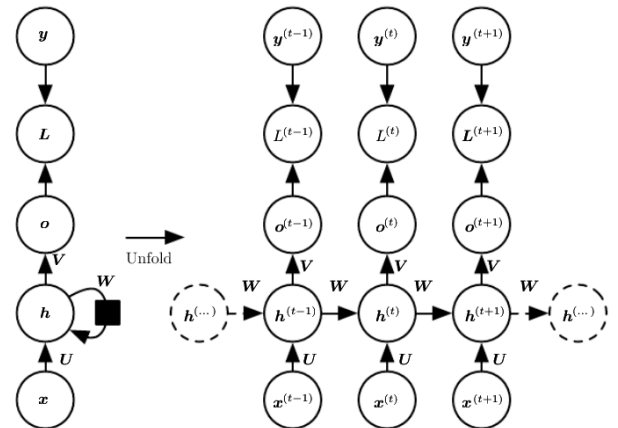 y y^(t−1) y^(t) y^(t+1)
L L^(t−1) L^(t) L^(t+1)
o o^(t−1) o^(t) o^(t+1)
Unfold
V V V V
W W W W W
h h^(...) h^(t−1) h^(t) h^(t+1) h^(...)
U U U U
x x^(t−1) x^(t) x^(t+1)